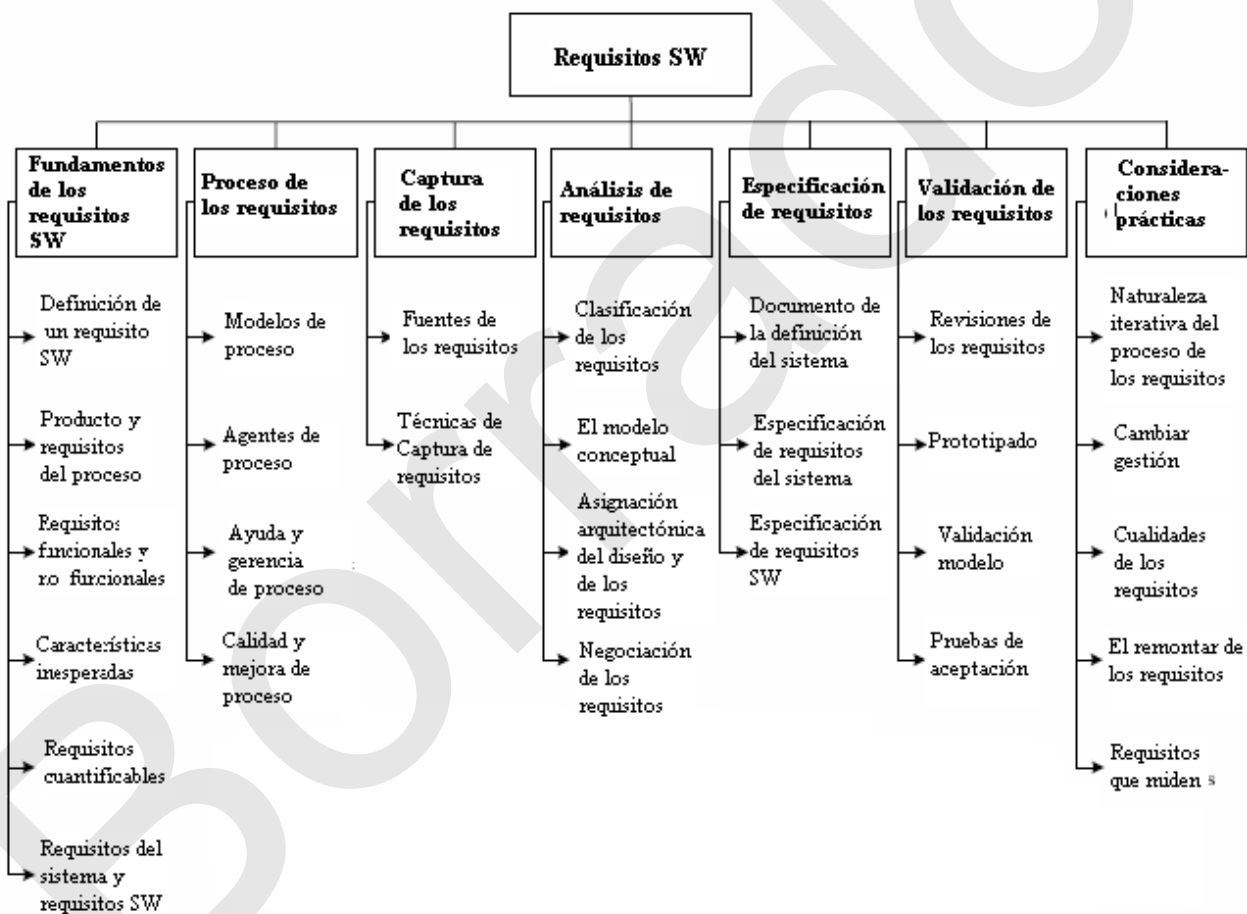 Requisitos SW
Fundamentos
de los
requisitos
SW
Definición de
un requisito
SW
Producto y
requisitos
del proceso
Requisitos
funcionales y
no funcionales
Características
inesperadas
Requisitos
cuantificables
Requisitos del
sistema y
requisitos SW
Proceso de
los requisitos
Modelos de
proceso
Agentes de
proceso
Ayuda y
gerencia
de proceso
Calidad y
mejora de
proceso
Captura
de los
requisitos
Fuentes de
los requisitos
Técnicas de
Captura de
requisitos
Análisis de
requisitos
Clasificación
de los
requisitos
El modelo
conceptual
Asignación
arquitectónica
del diseño y
de los
requisitos
Negociación
de los
requisitos
Especificación
de requisitos
Documento de
la definición
del sistema
Especificación
de requisitos
del sistema
Especificación
de requisitos
SW
Validación de
los requisitos
Revisiones de
los requisitos
Prototipado
Validación
modelo
Pruebas de
aceptación
Considera-
ciones
prácticas
Naturaleza
iterativa del
proceso de
los requisitos
Cambiar
gestión
Cualidades
de los
requisitos
El remontar de
los requisitos
Requisitos
que miden s
Borrado